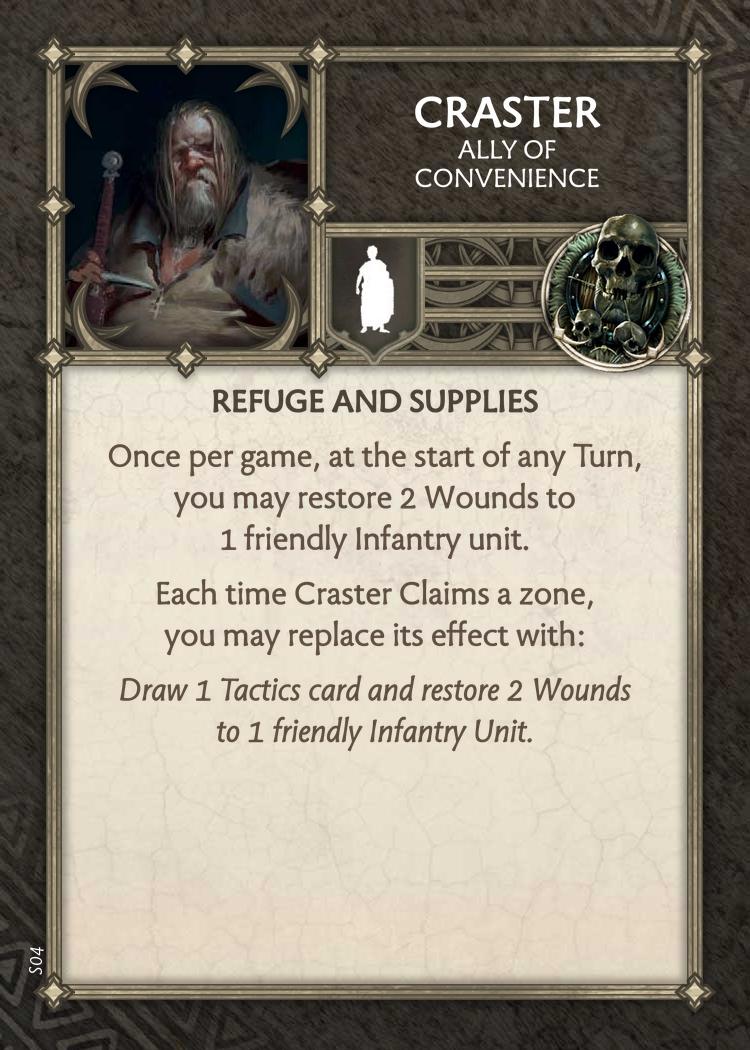 CRASTER
ALLY OF
CONVENIENCE
REFUGE AND SUPPLIES
Once per game, at the start of any Turn,
you may restore 2 Wounds to
1 friendly Infantry unit.
Each time Craster Claims a zone,
you may replace its effect with:
Draw 1 Tactics card and restore 2 Wounds
to 1 friendly Infantry Unit.
S04